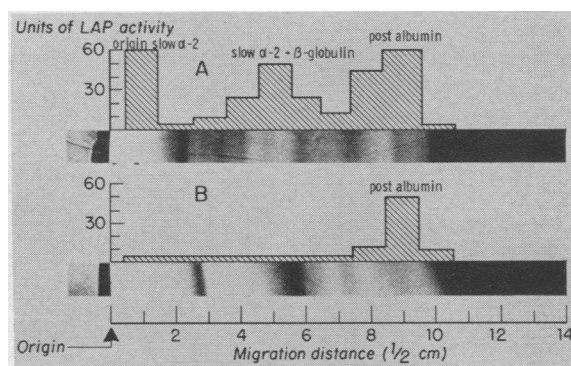 Units of LAP activity
origin slow α-2
slow α-2 + β-globulin
post albumin
60
30
A
post albumin
60
30
B
2 4 6 8 10 12 14
Origin
Migration distance (1/2 cm)